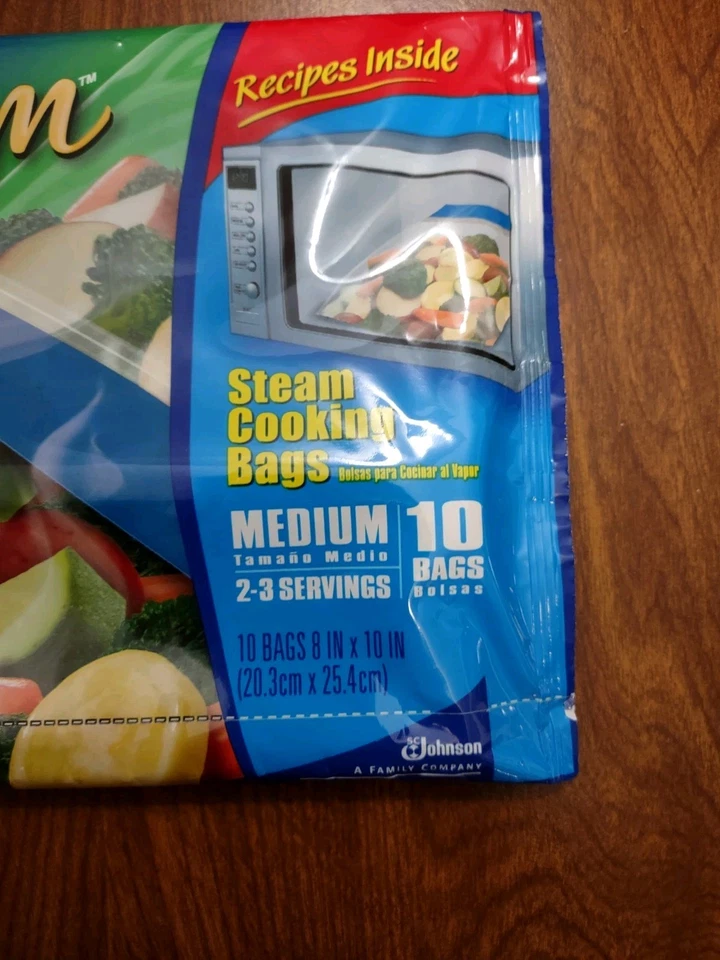 m™
Recipes Inside
Steam
Cooking
Bags Bolsas para Cocinar al Vapor
MEDIUM
Tamaño Medio
2-3 SERVINGS
10
BAGS
Bolsas
10 BAGS 8 IN x 10 IN
(20.3cm x 25.4cm)
SC Johnson
A FAMILY COMPANY